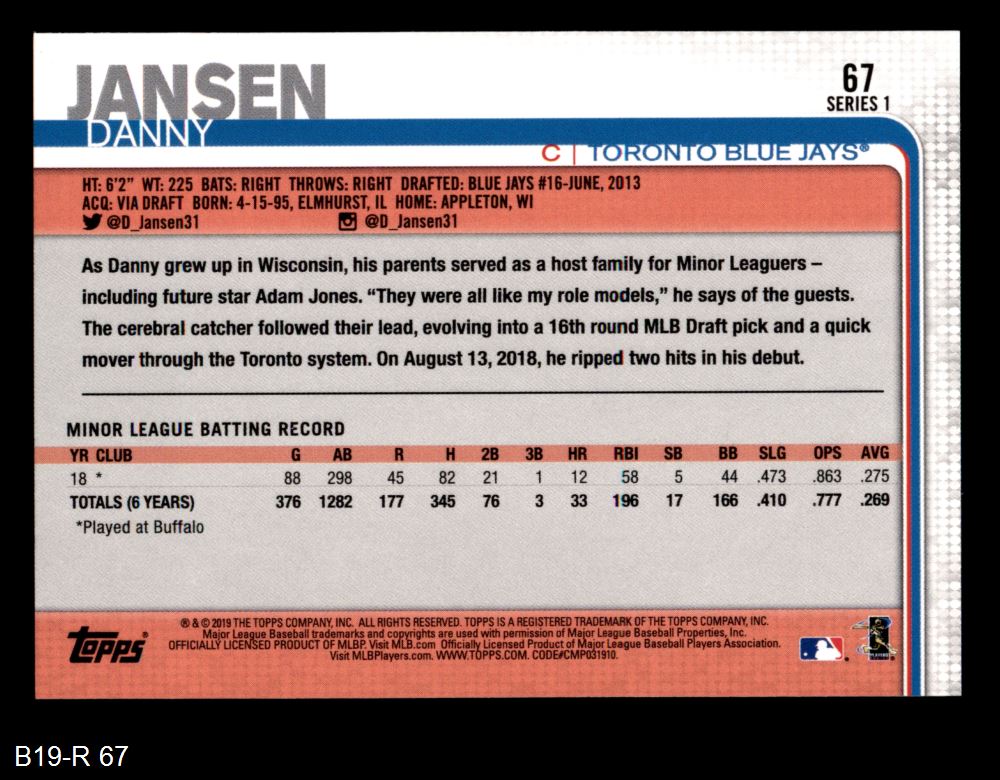 JANSEN
DANNY
67
SERIES 1
C | TORONTO BLUE JAYS®
HT: 6'2" WT: 225 BATS: RIGHT THROWS: RIGHT DRAFTED: BLUE JAYS #16-JUNE, 2013
ACQ: VIA DRAFT BORN: 4-15-95, ELMHURST, IL HOME: APPLETON, WI
@D_Jansen31 @D_Jansen31
As Danny grew up in Wisconsin, his parents served as a host family for Minor Leaguers –
including future star Adam Jones. “They were all like my role models,” he says of the guests.
The cerebral catcher followed their lead, evolving into a 16th round MLB Draft pick and a quick
mover through the Toronto system. On August 13, 2018, he ripped two hits in his debut.
MINOR LEAGUE BATTING RECORD
YR CLUB G AB R H 2B 3B HR RBI SB BB SLG OPS AVG
18 * 88 298 45 82 21 1 12 58 5 44 .473 .863 .275
TOTALS (6 YEARS) 376 1282 177 345 76 3 33 196 17 166 .410 .777 .269
*Played at Buffalo
topps®
® & © 2019 THE TOPPS COMPANY, INC. ALL RIGHTS RESERVED. TOPPS IS A REGISTERED TRADEMARK OF THE TOPPS COMPANY, INC.
Major League Baseball trademarks and copyrights are used with permission of Major League Baseball Properties, Inc.
OFFICIALLY LICENSED PRODUCT OF MLBP. Visit MLB.com Officially Licensed Product of Major League Baseball Players Association.
Visit MLBPlayers.com. WWW.TOPPS.COM. CODE#CMP031910.
B19-R 67